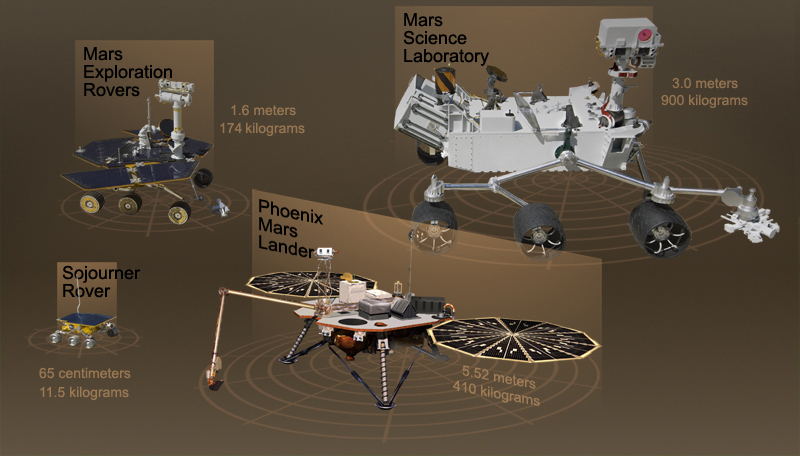 Mars
Exploration
Rovers
1.6 meters
174 kilograms
Mars
Science
Laboratory
3.0 meters
900 kilograms
Phoenix
Mars
Lander
5.52 meters
410 kilograms
Sojourner
Rover
65 centimeters
11.5 kilograms